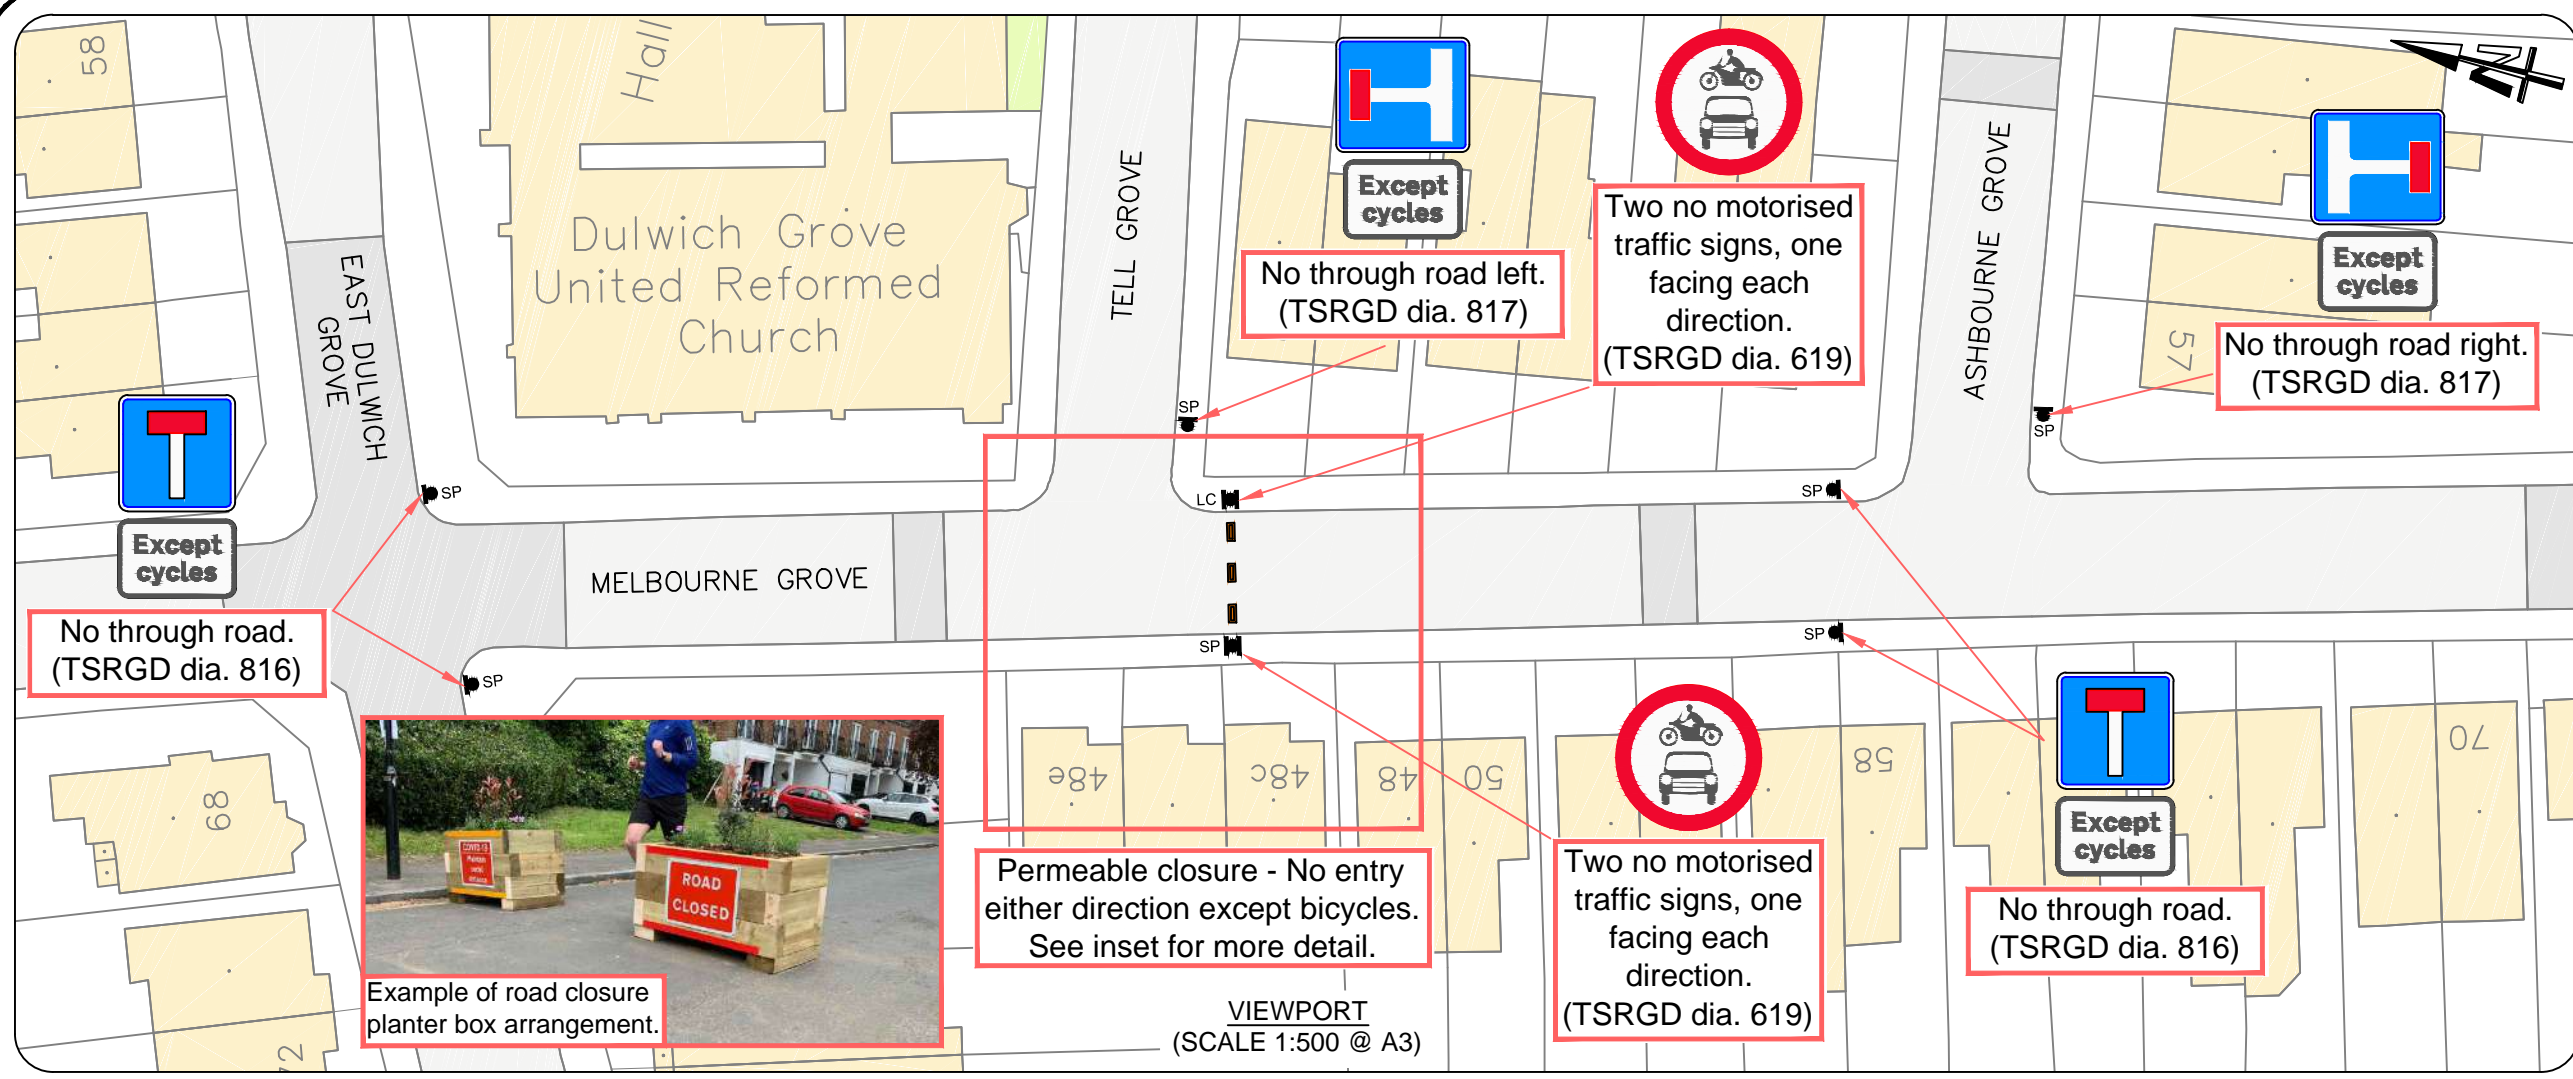 58
Hall
Dulwich Grove
United Reformed
Church
EAST DULWICH
GROVE
TELL GROVE
ASHBOURNE GROVE
MELBOURNE GROVE
Except
cycles
No through road left.
(TSRGD dia. 817)
Two no motorised
traffic signs, one
facing each
direction.
(TSRGD dia. 619)
N
Except
cycles
57
No through road right.
(TSRGD dia. 817)
SP
SP
Except
cycles
No through road.
(TSRGD dia. 816)
SP
SP
LC
SP
SP
SP
68
48e
48c
48
50
58
70
COVID-19
ROAD
CLOSED
Example of road closure
planter box arrangement.
Permeable closure - No entry
either direction except bicycles.
See inset for more detail.
VIEWPORT
(SCALE 1:500 @ A3)
Two no motorised
traffic signs, one
facing each
direction.
(TSRGD dia. 619)
Except
cycles
No through road.
(TSRGD dia. 816)